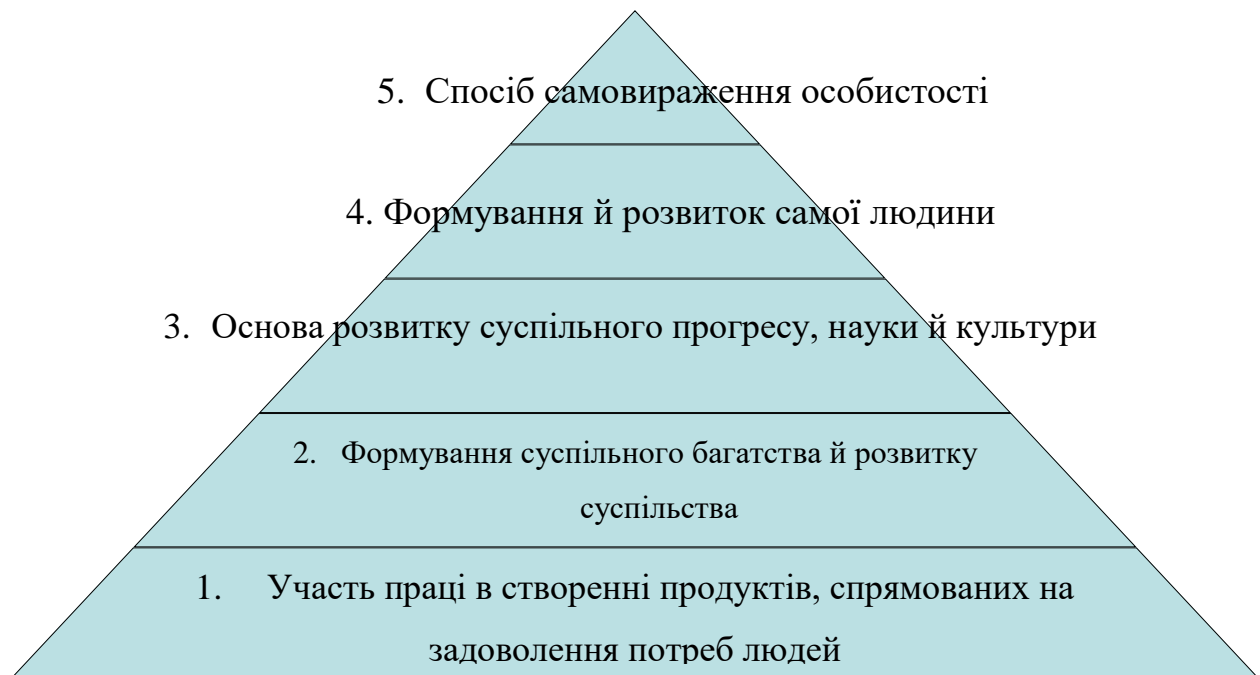 5. Спосіб самовираження особистості
4. Формування й розвиток самої людини
3. Основа розвитку суспільного прогресу, науки й культури
2. Формування суспільного багатства й розвитку
суспільства
1. Участь праці в створенні продуктів, спрямованих на
задоволення потреб людей